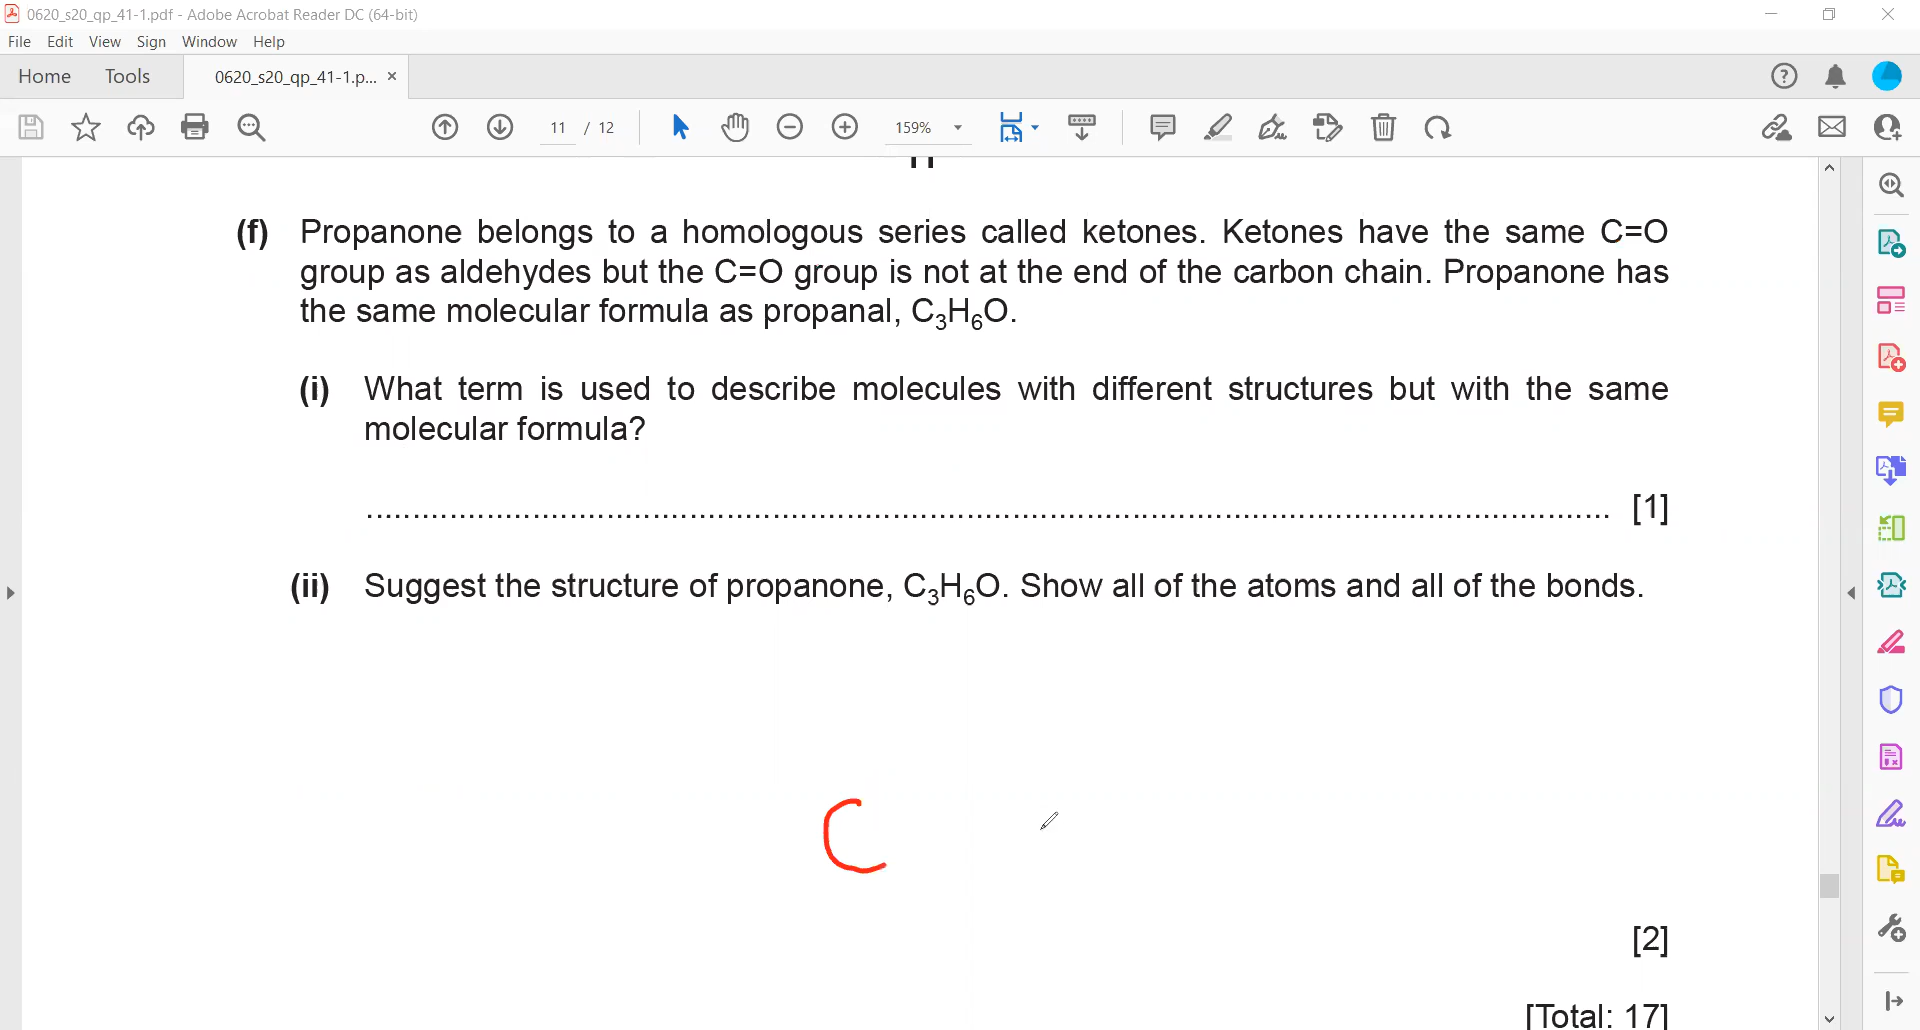 0620_s20_qp_41-1.pdf - Adobe Acrobat Reader DC (64-bit)
File Edit View Sign Window Help
Home Tools 0620_s20_qp_41-1.p... ×
11 / 12 159%
(f) Propanone belongs to a homologous series called ketones. Ketones have the same C=O
group as aldehydes but the C=O group is not at the end of the carbon chain. Propanone has
the same molecular formula as propanal, C₃H₆O.
(i) What term is used to describe molecules with different structures but with the same
molecular formula?
.......................................................................................................... [1]
(ii) Suggest the structure of propanone, C₃H₆O. Show all of the atoms and all of the bonds.
C
[2]
[Total: 17]